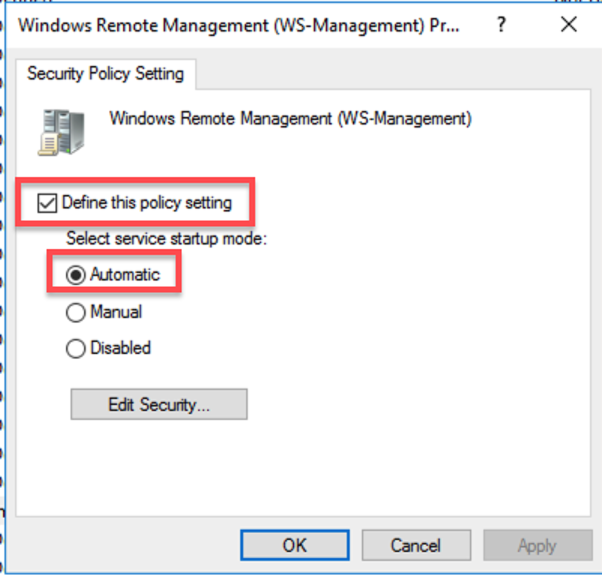 Windows Remote Management (WS-Management) Pr... ?
Security Policy Setting
Windows Remote Management (WS-Management)
Define this policy setting
Select service startup mode:
Automatic
Manual
Disabled
Edit Security...
OK Cancel Apply